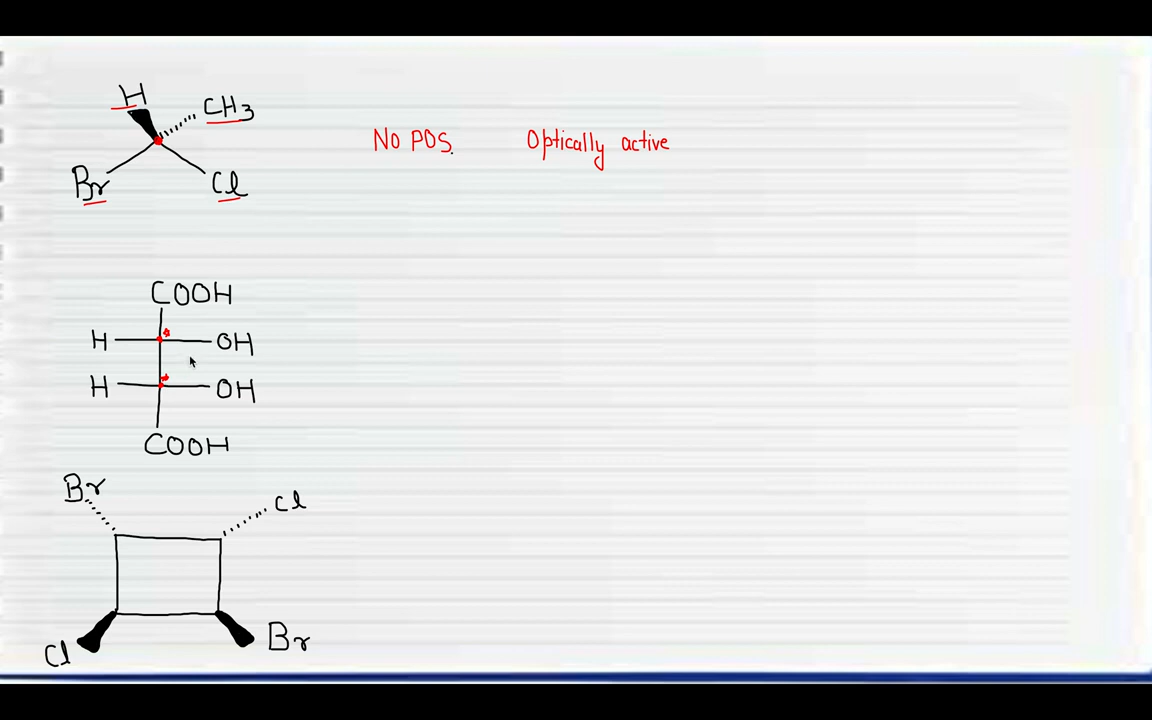 H
CH3
No POS. Optically active
Br
Cl
COOH
H OH
H OH
COOH
Br
Cl
Cl
Br